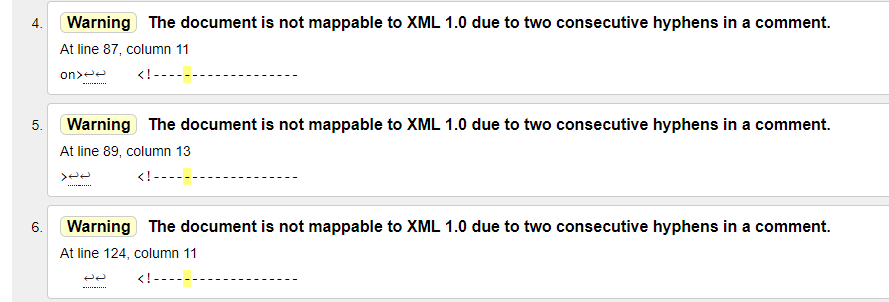 4. Warning The document is not mappable to XML 1.0 due to two consecutive hyphens in a comment.
At line 87, column 11
on>↩↩    <!-------------------
5. Warning The document is not mappable to XML 1.0 due to two consecutive hyphens in a comment.
At line 89, column 13
>↩↩      <!-------------------
6. Warning The document is not mappable to XML 1.0 due to two consecutive hyphens in a comment.
At line 124, column 11
↩↩    <!-------------------